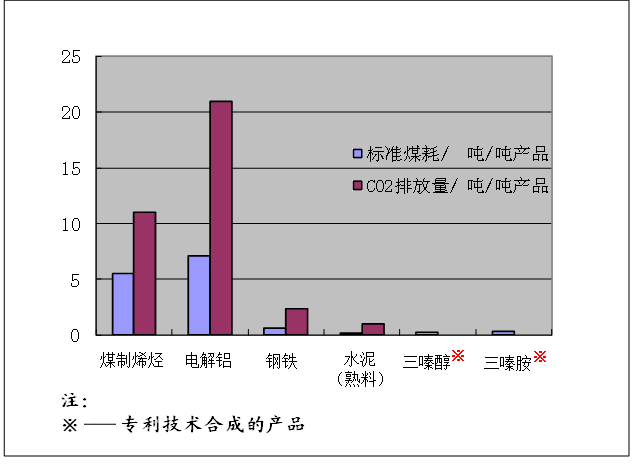 25
20
15
10
5
0
标准煤耗/ 吨/吨产品
CO2排放量/ 吨/吨产品
煤制烯烃
电解铝
钢铁
水泥
(熟料)
三嗪醇※
三嗪胺※
注:
※ —— 专利技术合成的产品